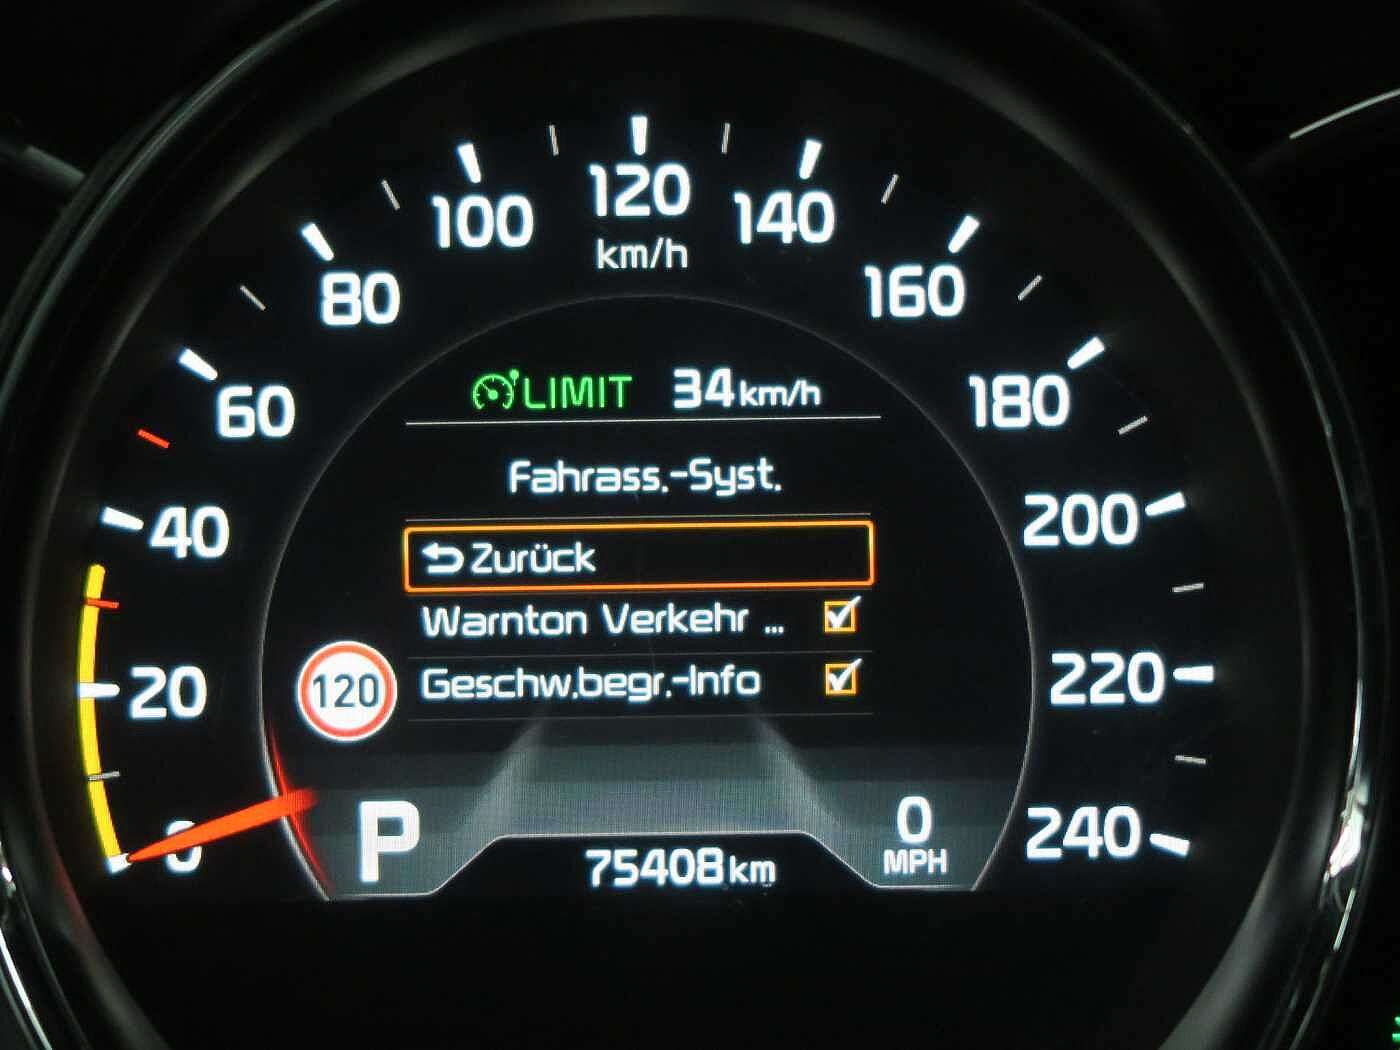 120
km/h
100
140
80
160
60
180
40
200
20
220
0
240
LIMIT 34km/h
Fahrass.-Syst.
Zurück
Warnton Verkehr ...
Geschw.begr.-Info
120
P
0
MPH
75408km